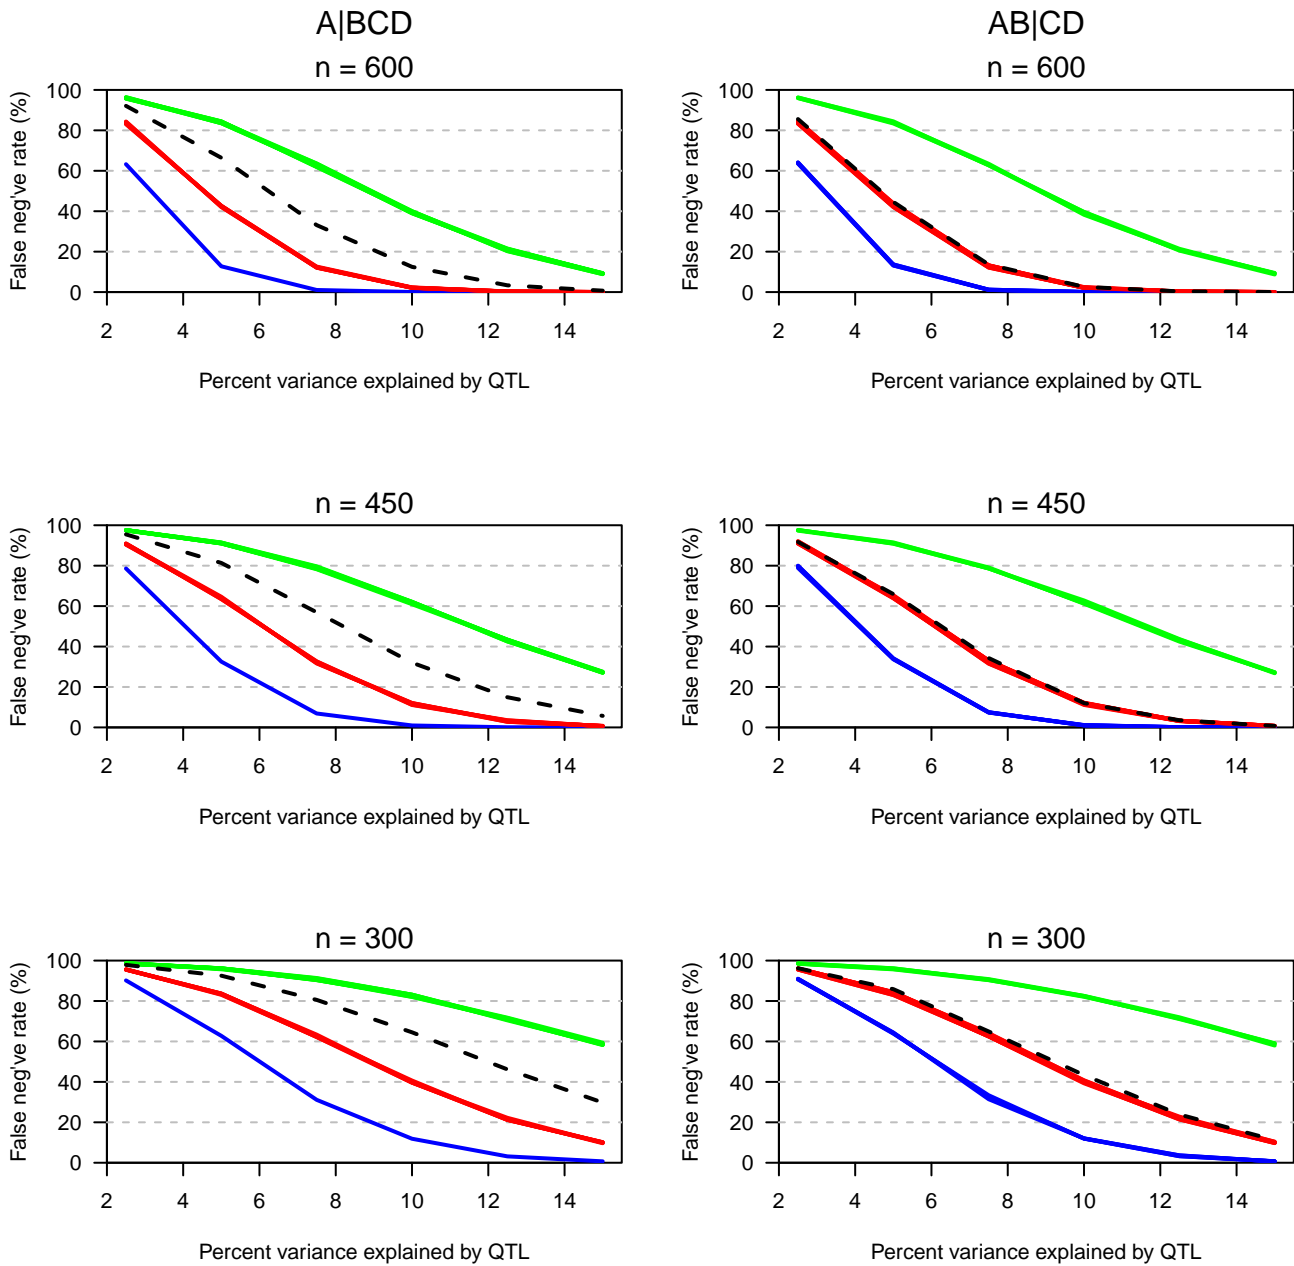 A|BCD
n = 600
False neg've rate (%)
100
80
60
40
20
0
2 4 6 8 10 12 14
Percent variance explained by QTL
AB|CD
n = 600
False neg've rate (%)
100
80
60
40
20
0
2 4 6 8 10 12 14
Percent variance explained by QTL
n = 450
False neg've rate (%)
100
80
60
40
20
0
2 4 6 8 10 12 14
Percent variance explained by QTL
n = 450
False neg've rate (%)
100
80
60
40
20
0
2 4 6 8 10 12 14
Percent variance explained by QTL
n = 300
False neg've rate (%)
100
80
60
40
20
0
2 4 6 8 10 12 14
Percent variance explained by QTL
n = 300
False neg've rate (%)
100
80
60
40
20
0
2 4 6 8 10 12 14
Percent variance explained by QTL